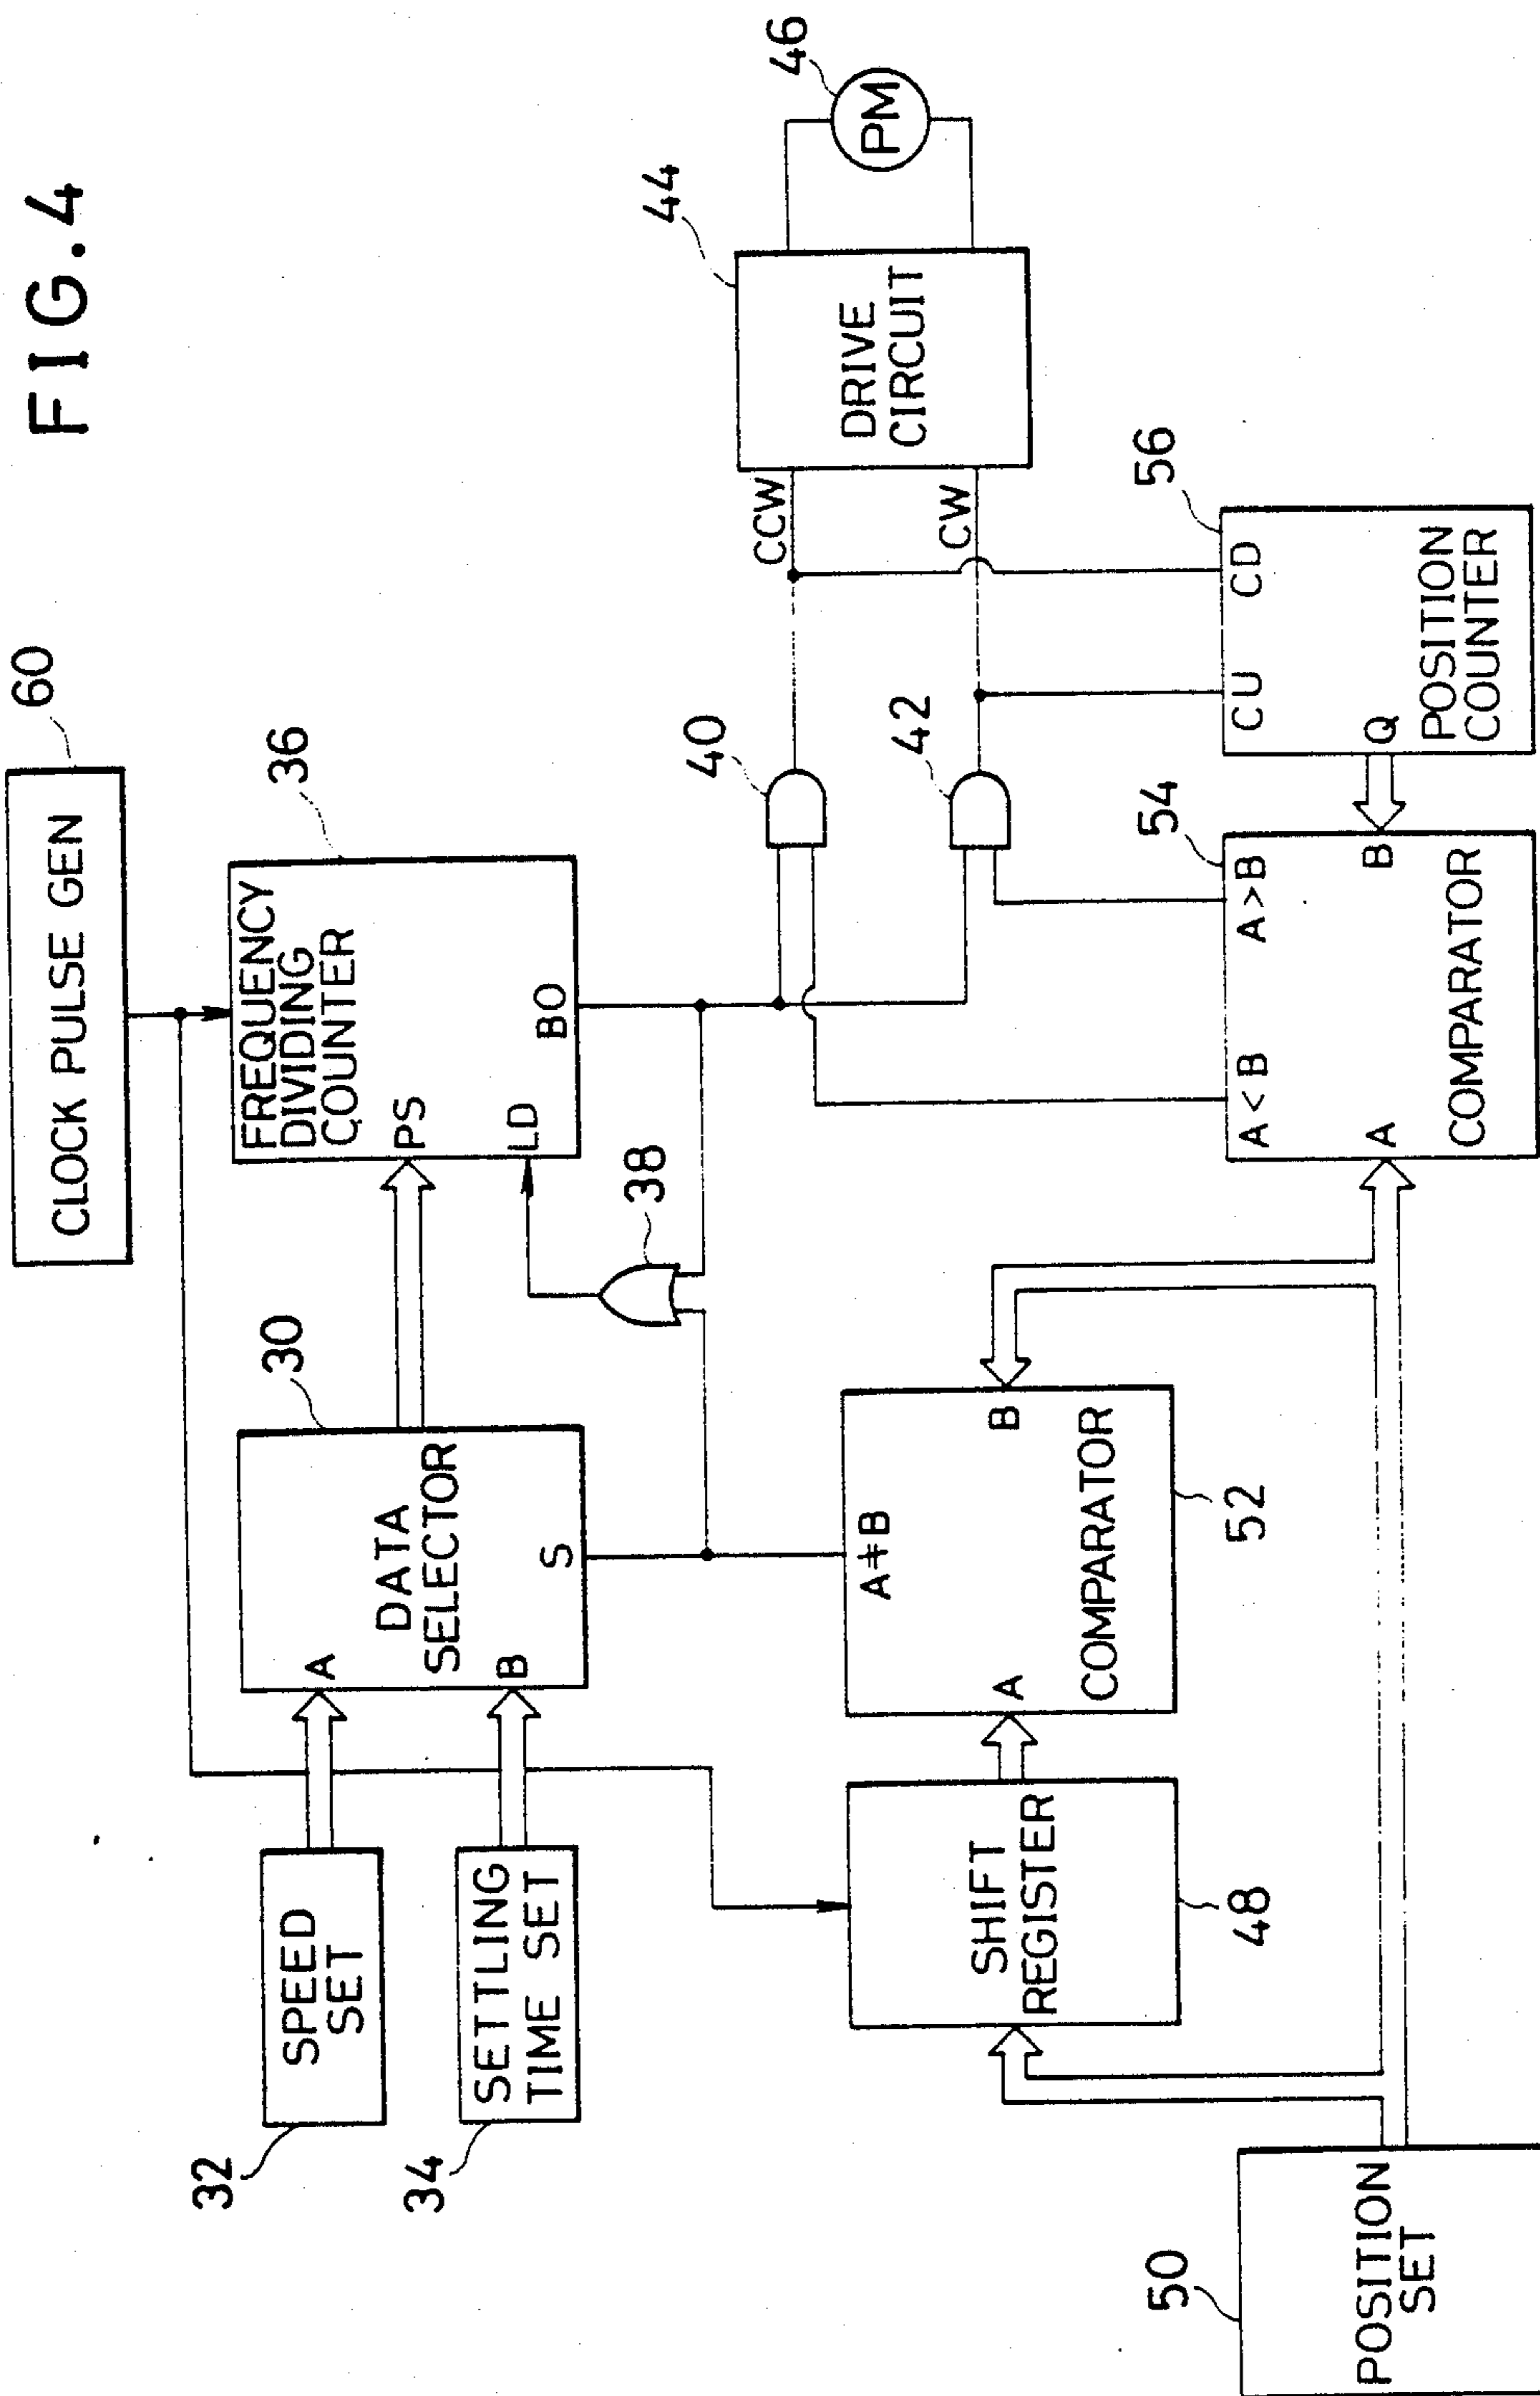 FIG.4
60
CLOCK PULSE GEN
36
FREQUENCY
DIVIDING
COUNTER
PS
LD
BO
30
DATA
SELECTOR
A
B
S
32
SPEED
SET
34
SETTLING
TIME SET
38
40
42
CCW
CW
44
DRIVE
CIRCUIT
46
PM
48
SHIFT
REGISTER
52
COMPARATOR
A≠B
A
B
54
COMPARATOR
A<B
A>B
A
B
56
CU
CD
Q
POSITION
COUNTER
50
POSITION
SET